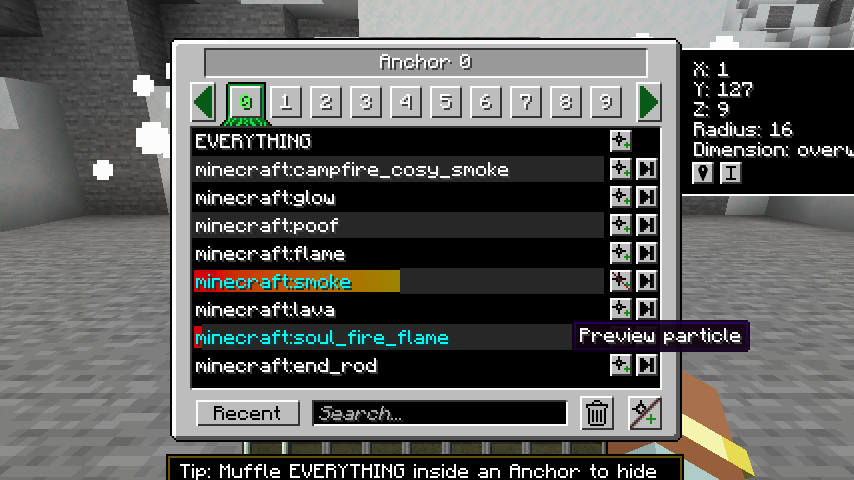 Anchor 0
0 1 2 3 4 5 6 7 8 9
EVERYTHING
minecraft:campfire_cosy_smoke
minecraft:glow
minecraft:poof
minecraft:flame
minecraft:smoke
minecraft:lava
minecraft:soul_fire_flame
Preview particle
minecraft:end_rod
Recent
Search...
Tip: Muffle EVERYTHING inside an Anchor to hide
X: 1
Y: 127
Z: 9
Radius: 16
Dimension: overw